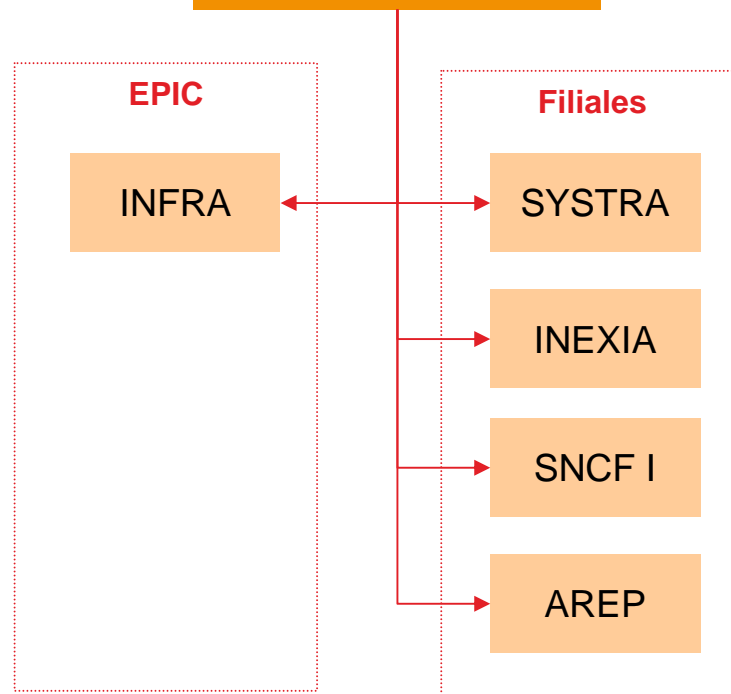 EPIC
INFRA
Filiales
SYSTRA
INEXIA
SNCF I
AREP